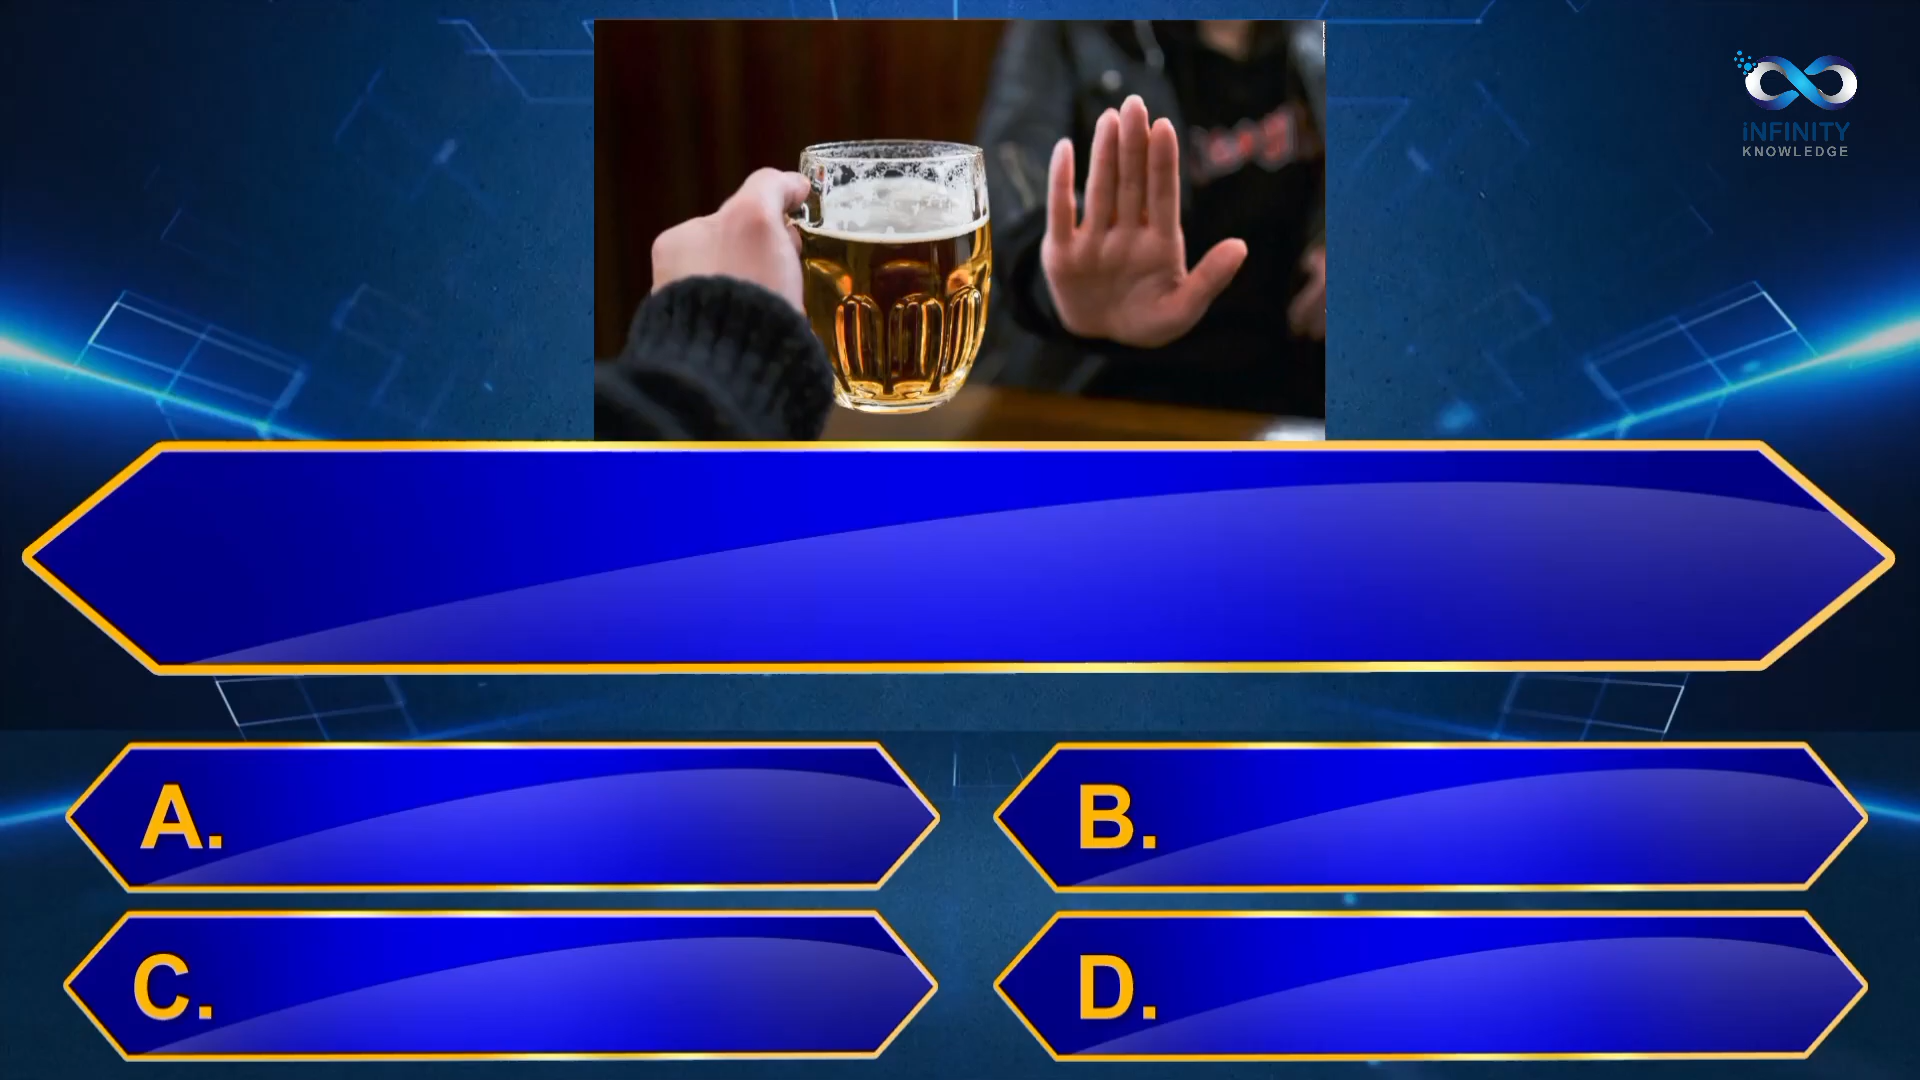 iNFINITY
KNOWLEDGE
A.
B.
C.
D.